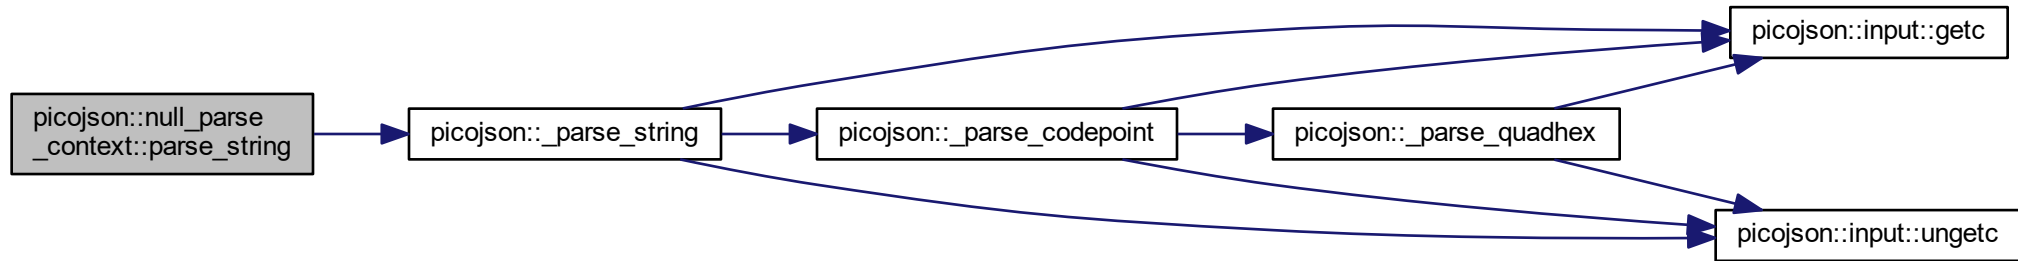 picojson::null_parse
_context::parse_string
picojson::_parse_string
picojson::_parse_codepoint
picojson::_parse_quadhex
picojson::input::getc
picojson::input::ungetc